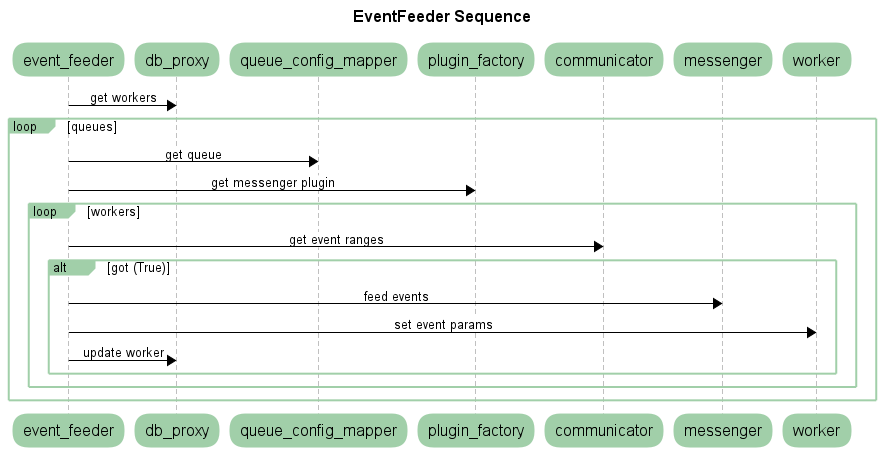 EventFeeder Sequence
event_feeder db_proxy queue_config_mapper plugin_factory communicator messenger worker
get workers
loop [queues]
get queue
get messenger plugin
loop [workers]
get event ranges
alt [got (True)]
feed events
set event params
update worker
event_feeder db_proxy queue_config_mapper plugin_factory communicator messenger worker